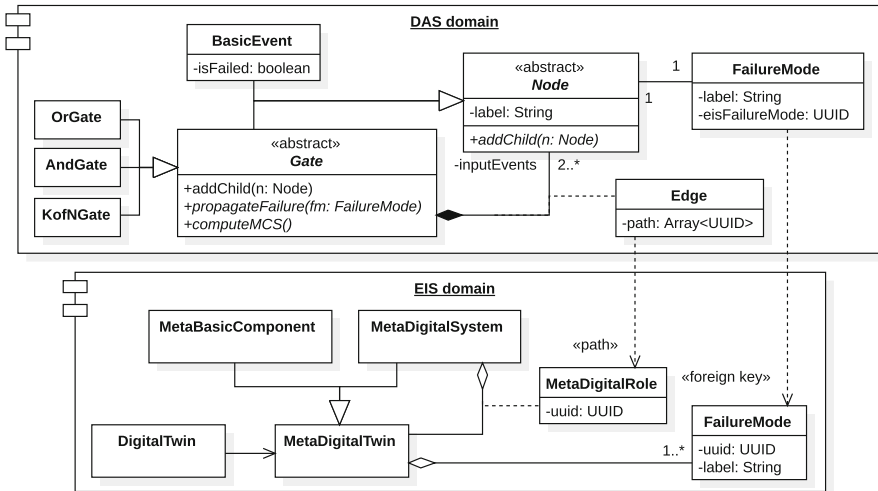 DAS domain
BasicEvent
-isFailed: boolean
«abstract»
Node
-label: String
+addChild(n: Node)
1
1
FailureMode
-label: String
-eisFailureMode: UUID
OrGate
AndGate
KofNGate
«abstract»
Gate
+addChild(n: Node)
+propagateFailure(fm: FailureMode)
+computeMCS()
-inputEvents
2..*
Edge
-path: Array<UUID>
EIS domain
MetaBasicComponent
MetaDigitalSystem
«path»
MetaDigitalRole
-uuid: UUID
«foreign key»
FailureMode
-uuid: UUID
-label: String
DigitalTwin
MetaDigitalTwin
1..*